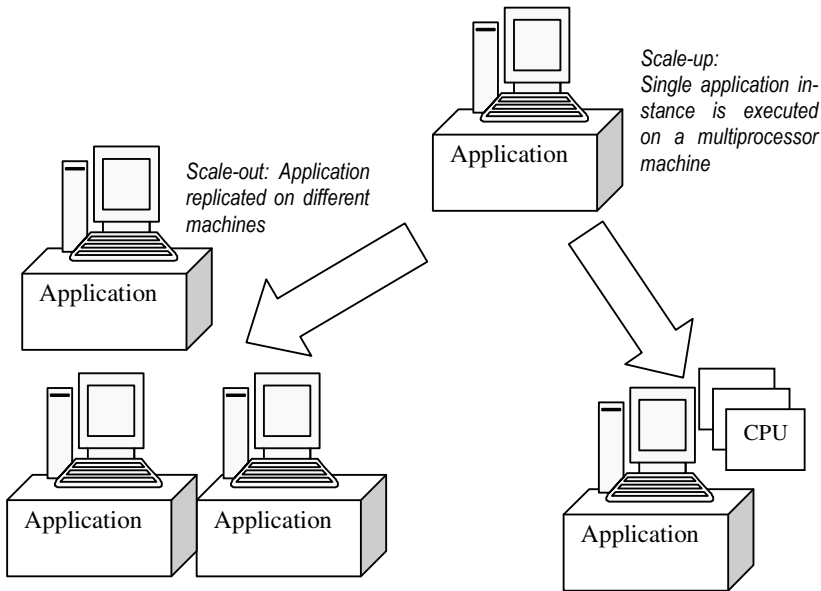 Scale-up:
Single application in-
stance is executed
on a multiprocessor
machine
Application
Scale-out: Application
replicated on different
machines
Application
Application
Application
CPU
Application